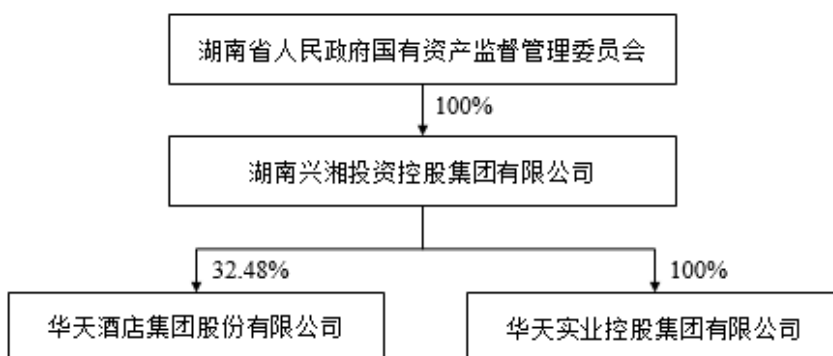 湖南省人民政府国有资产监督管理委员会
100%
湖南兴湘投资控股集团有限公司
32.48%
100%
华天酒店集团股份有限公司
华天实业控股集团有限公司